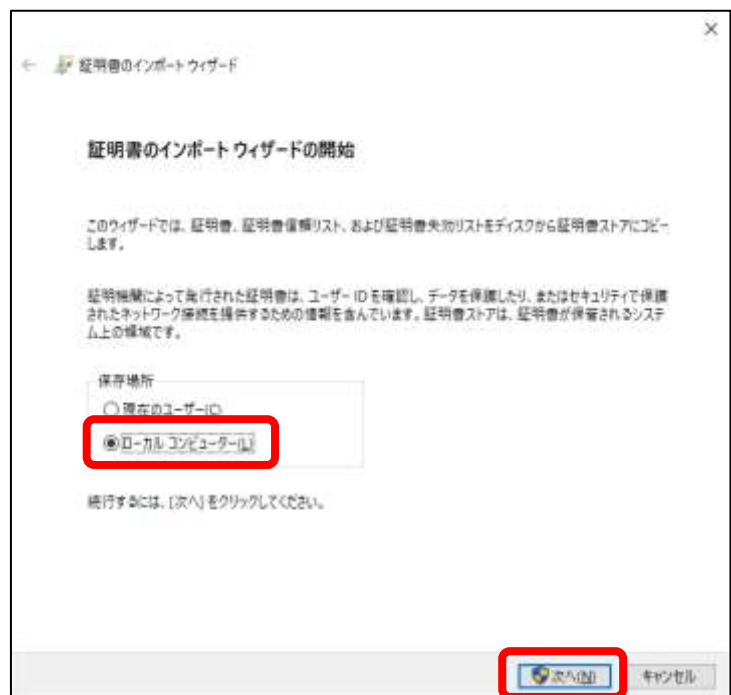 証明書のインポート ウィザード
証明書のインポート ウィザードの開始
このウィザードでは、証明書、証明書信頼リスト、および証明書失効リストをディスクから証明書ストアにコピー
します。
証明機関によって発行された証明書は、ユーザー ID を確認し、データを保護したり、またはセキュリティで保護
されたネットワーク接続を提供するための情報を含んでいます。証明書ストアは、証明書が保管されるシステ
ム上の領域です。
保存場所
現在のユーザー(C)
ローカル コンピューター(L)
続行するには、[次へ] をクリックしてください。
次へ(N)
キャンセル